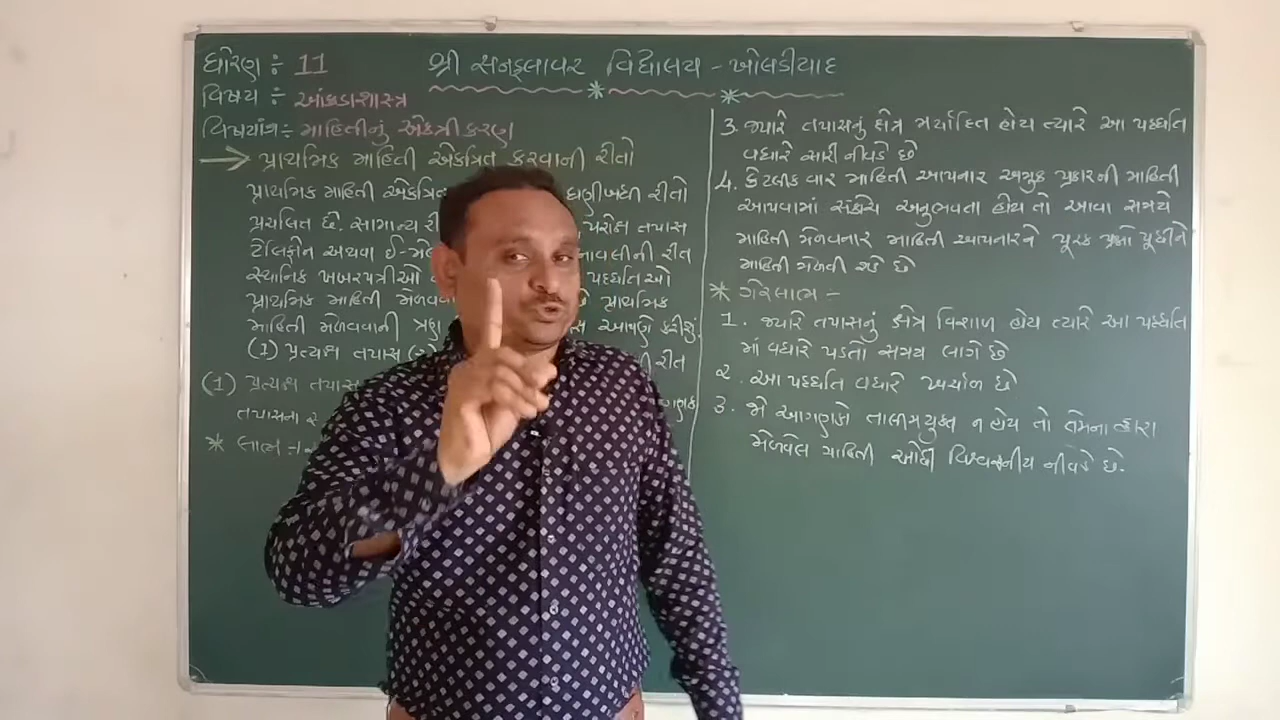 ધોરણ ઃ 11
શ્રી સનફ્લાવર વિદ્યાલય - ખોલડીયાદ
વિષય ઃ આંકડાશાસ્ત્ર
વિષયાંગ ઃ- માહિતીનું એકત્રીકરણ
→ પ્રાથમિક માહિતી એકત્રિત કરવાની રીતો
પ્રાથમિક માહિતી એકત્રિત ઘણીબધી રીતો
પ્રચલિત છે. સામાન્ય રી પરોક્ષ તપાસ
ટેલિફોન અથવા ઈ-મેલ નાવલીની રીત
સ્થાનિક ખબરપત્રીઓ પદ્ધતિઓ
પ્રાથમિક માહિતી મેળવવા છે પ્રાથમિક
માહિતી મેળવવાની ત્રણ આપણે કરીશું.
(1) પ્રત્યક્ષ તપાસ ની રીત
(1) પ્રત્યક્ષ તપાસ
તપાસના ગણક
* લાભ ઃ-
3. જ્યારે તપાસનું ક્ષેત્ર મર્યાદિત હોય ત્યારે આ પદ્ધતિ
વધારે સારી નીવડે છે
4. કેટલીક વાર માહિતી આપનાર અમુક પ્રકારની માહિતી
આપવામાં સંકોચ અનુભવતા હોય તો આવા સમયે
માહિતી મેળવનાર માહિતી આપનારને પૂરક પ્રશ્નો પૂછીને
માહિતી મેળવી શકે છે
* ગેરલાભ ઃ-
1. જ્યારે તપાસનું ક્ષેત્ર વિશાળ હોય ત્યારે આ પદ્ધતિ
માં વધારે પડતો સમય લાગે છે
૨. આ પદ્ધતિ વધારે ખર્ચાળ છે
3. જો આગણકો તાલીમયુક્ત ન હોય તો તેમના દ્વારા
મેળવેલ માહિતી ઓછી વિશ્વસનીય નીવડે છે.